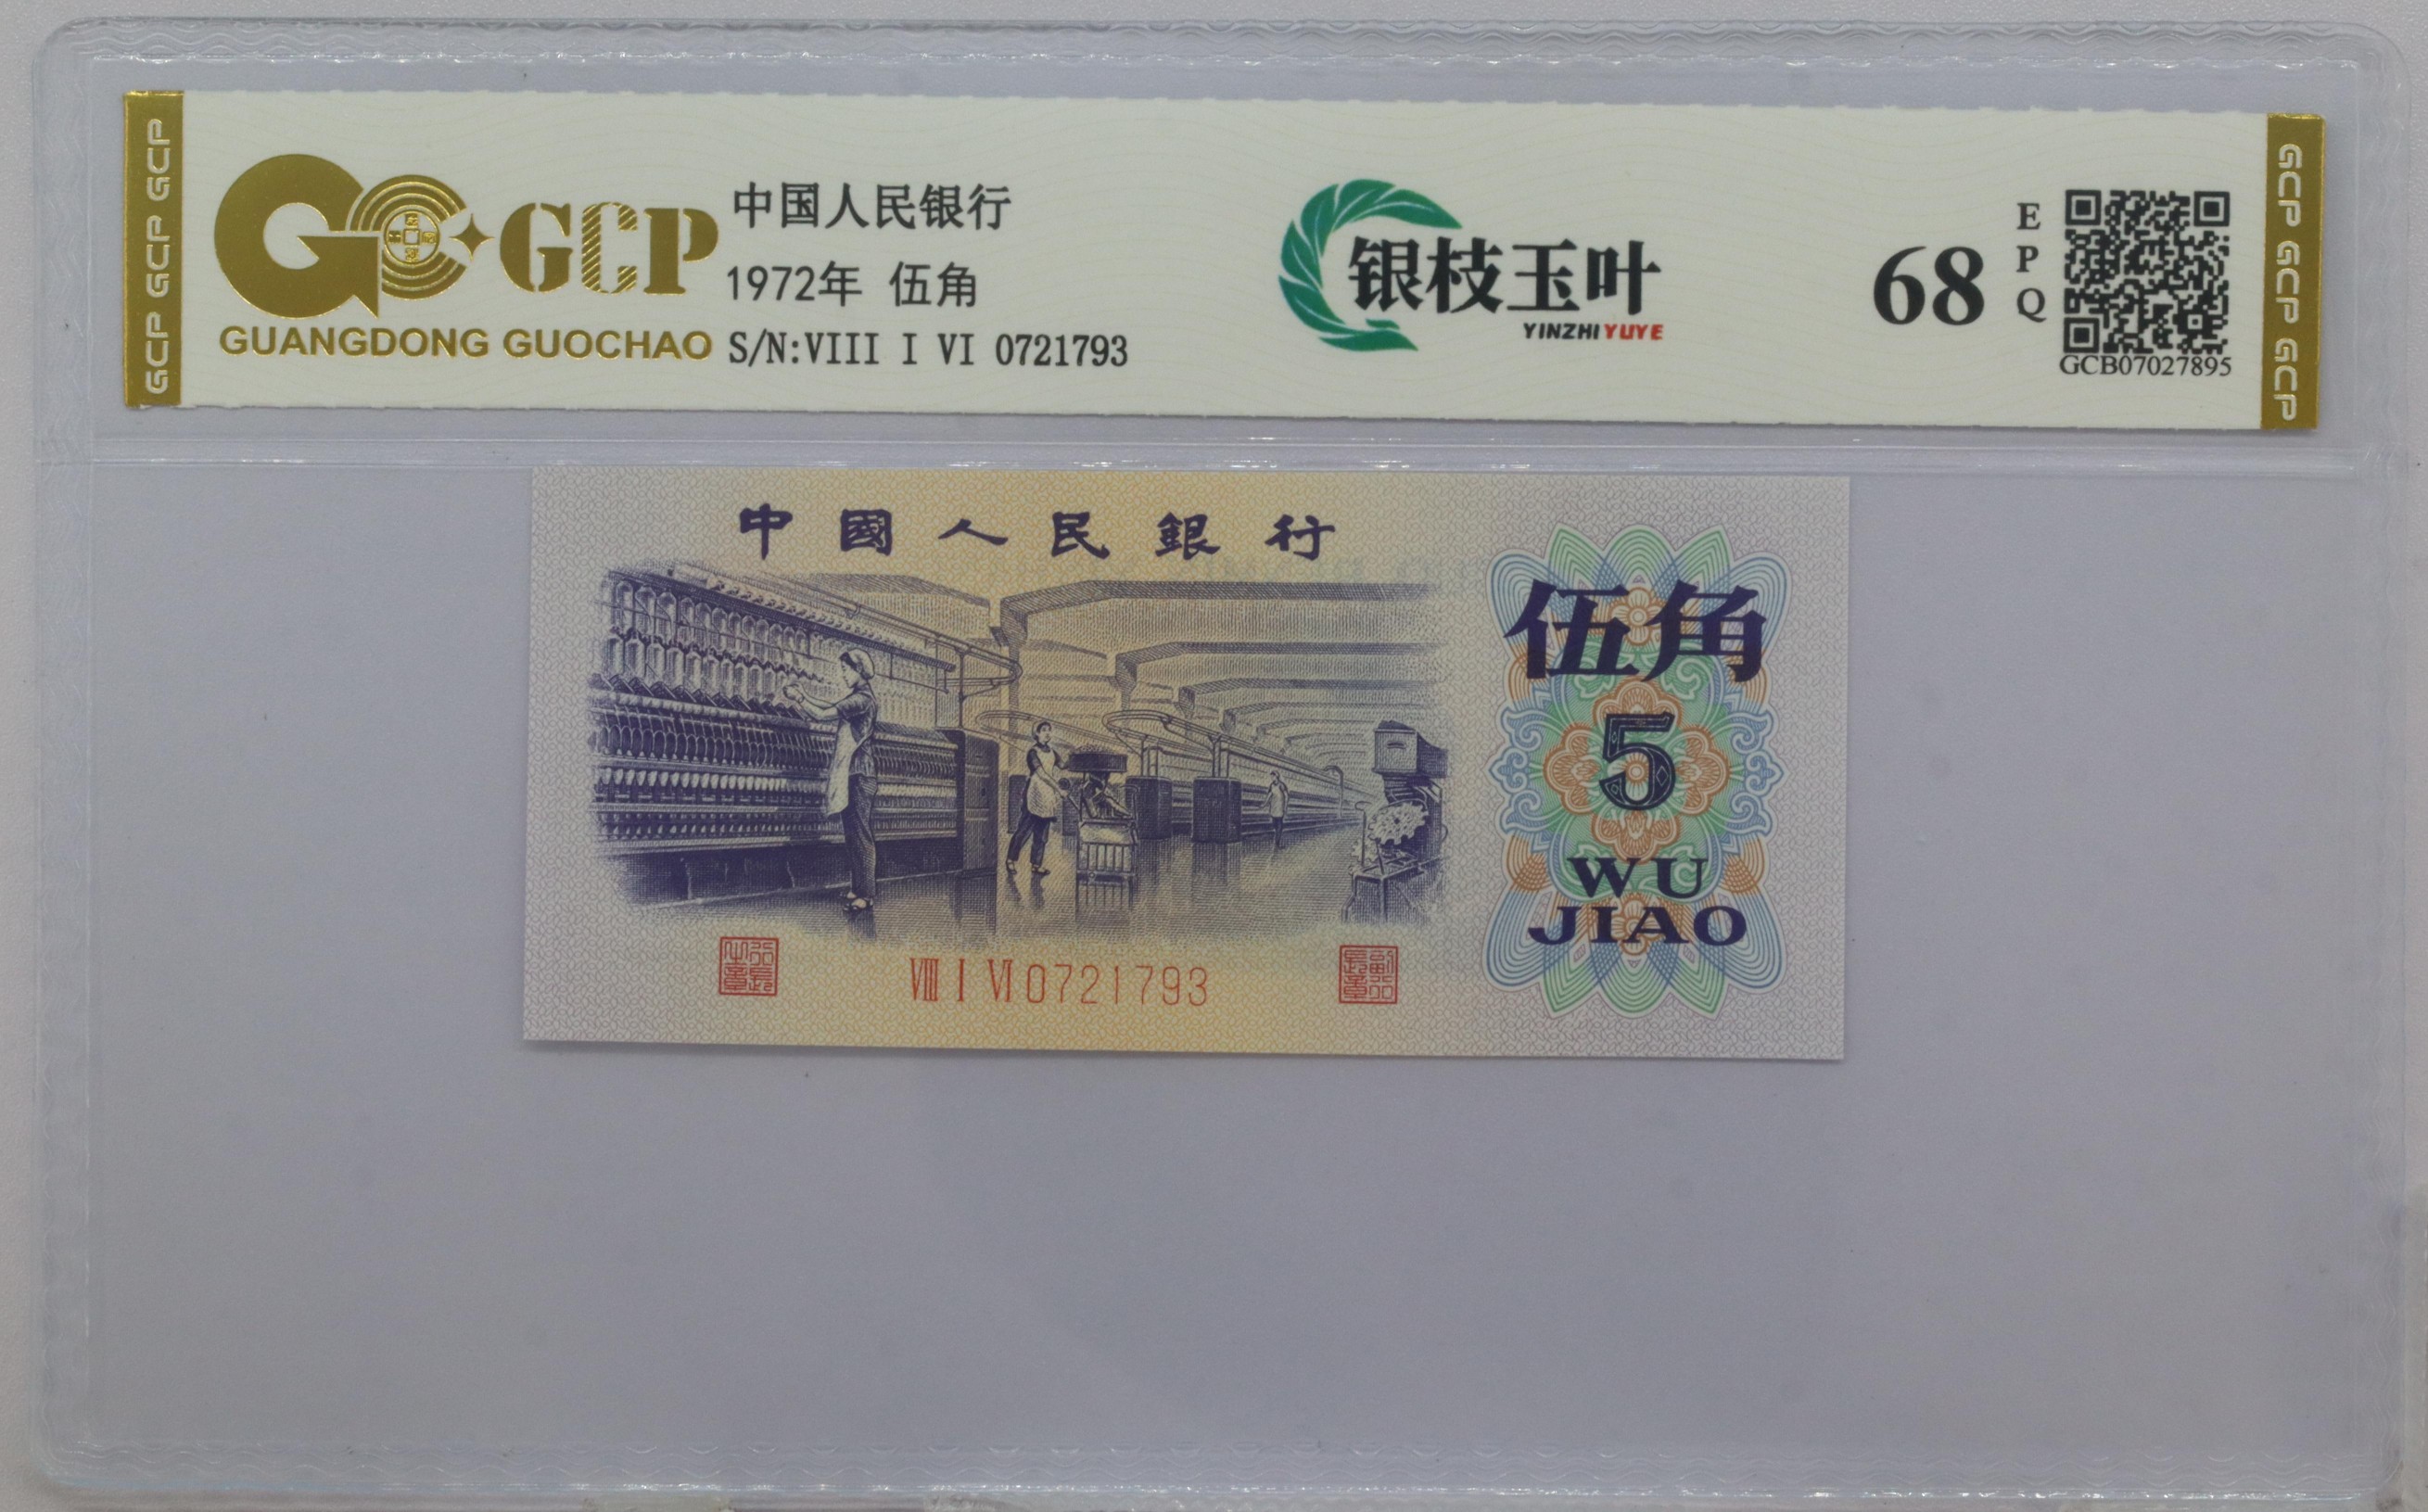 GCP GCP GCP
GCP
GUANGDONG GUOCHAO
中国人民银行
1972年 伍角
S/N:VIII I VI 0721793
银枝玉叶
YINZHIYUYE
68
EPQ
GCB07027895
GCP GCP GCP
中國人民銀行
伍角
5
WU
JIAO
VIII I VI 0721793